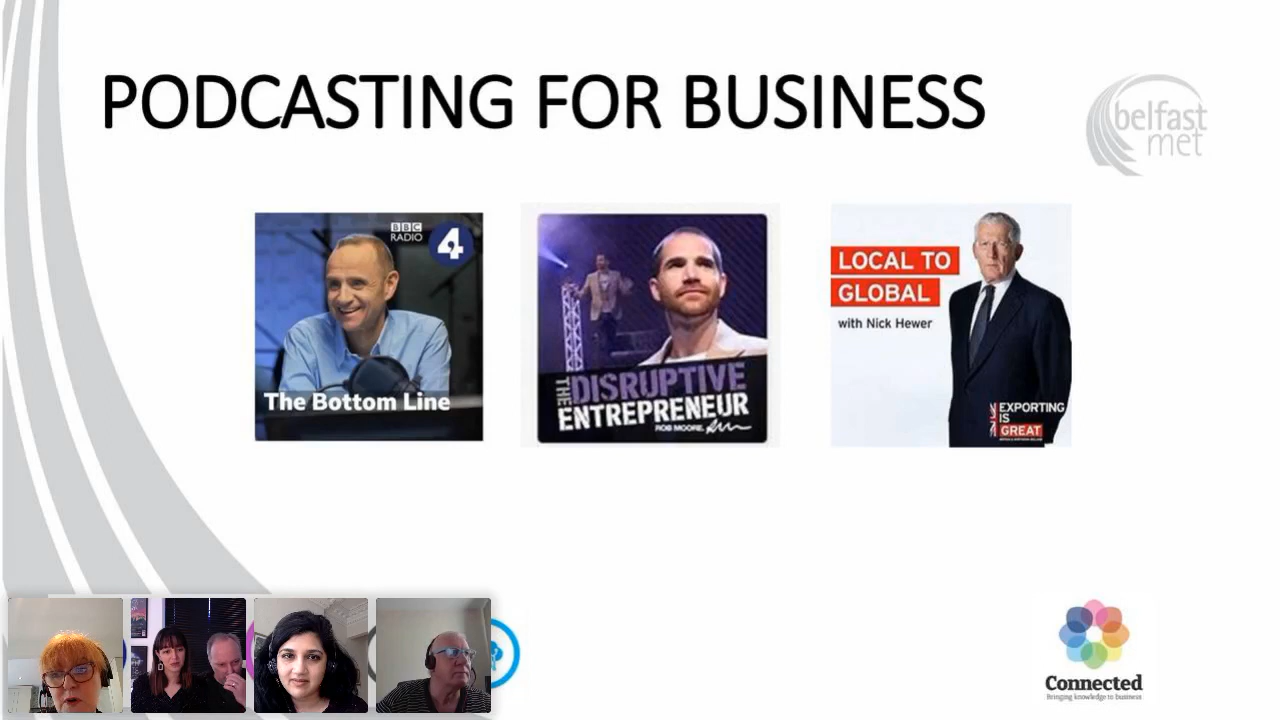 PODCASTING FOR BUSINESS
belfast
met
BBC
RADIO
4
The Bottom Line
THE DISRUPTIVE
ENTREPRENEUR
ROB MOORE
LOCAL TO
GLOBAL
with Nick Hewer
EXPORTING
IS
GREAT
Connected
Bringing knowledge to business